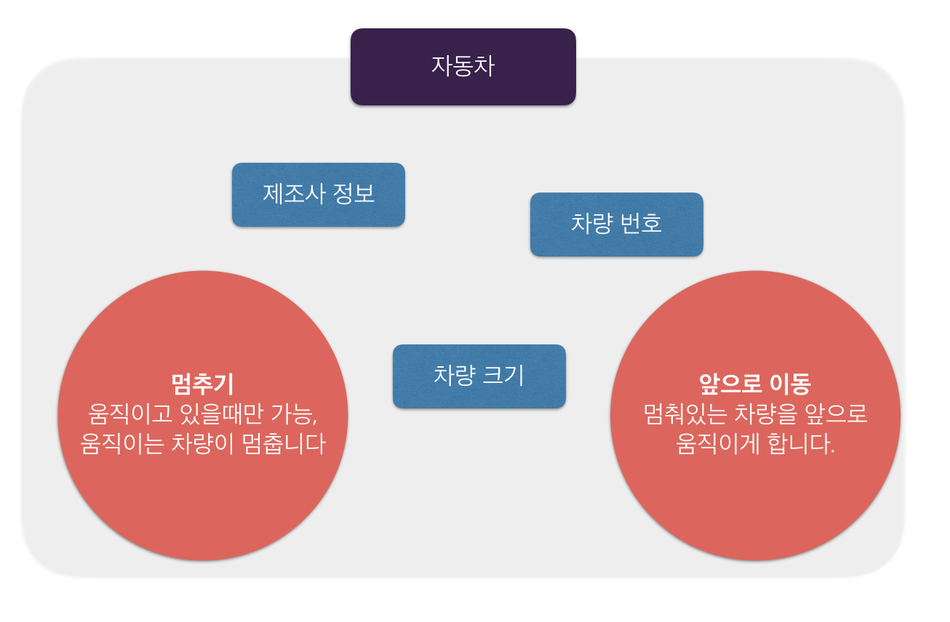 자동차
제조사 정보
차량 번호
차량 크기
멈추기
움직이고 있을때만 가능,
움직이는 차량이 멈춥니다
앞으로 이동
멈춰있는 차량을 앞으로
움직이게 합니다.